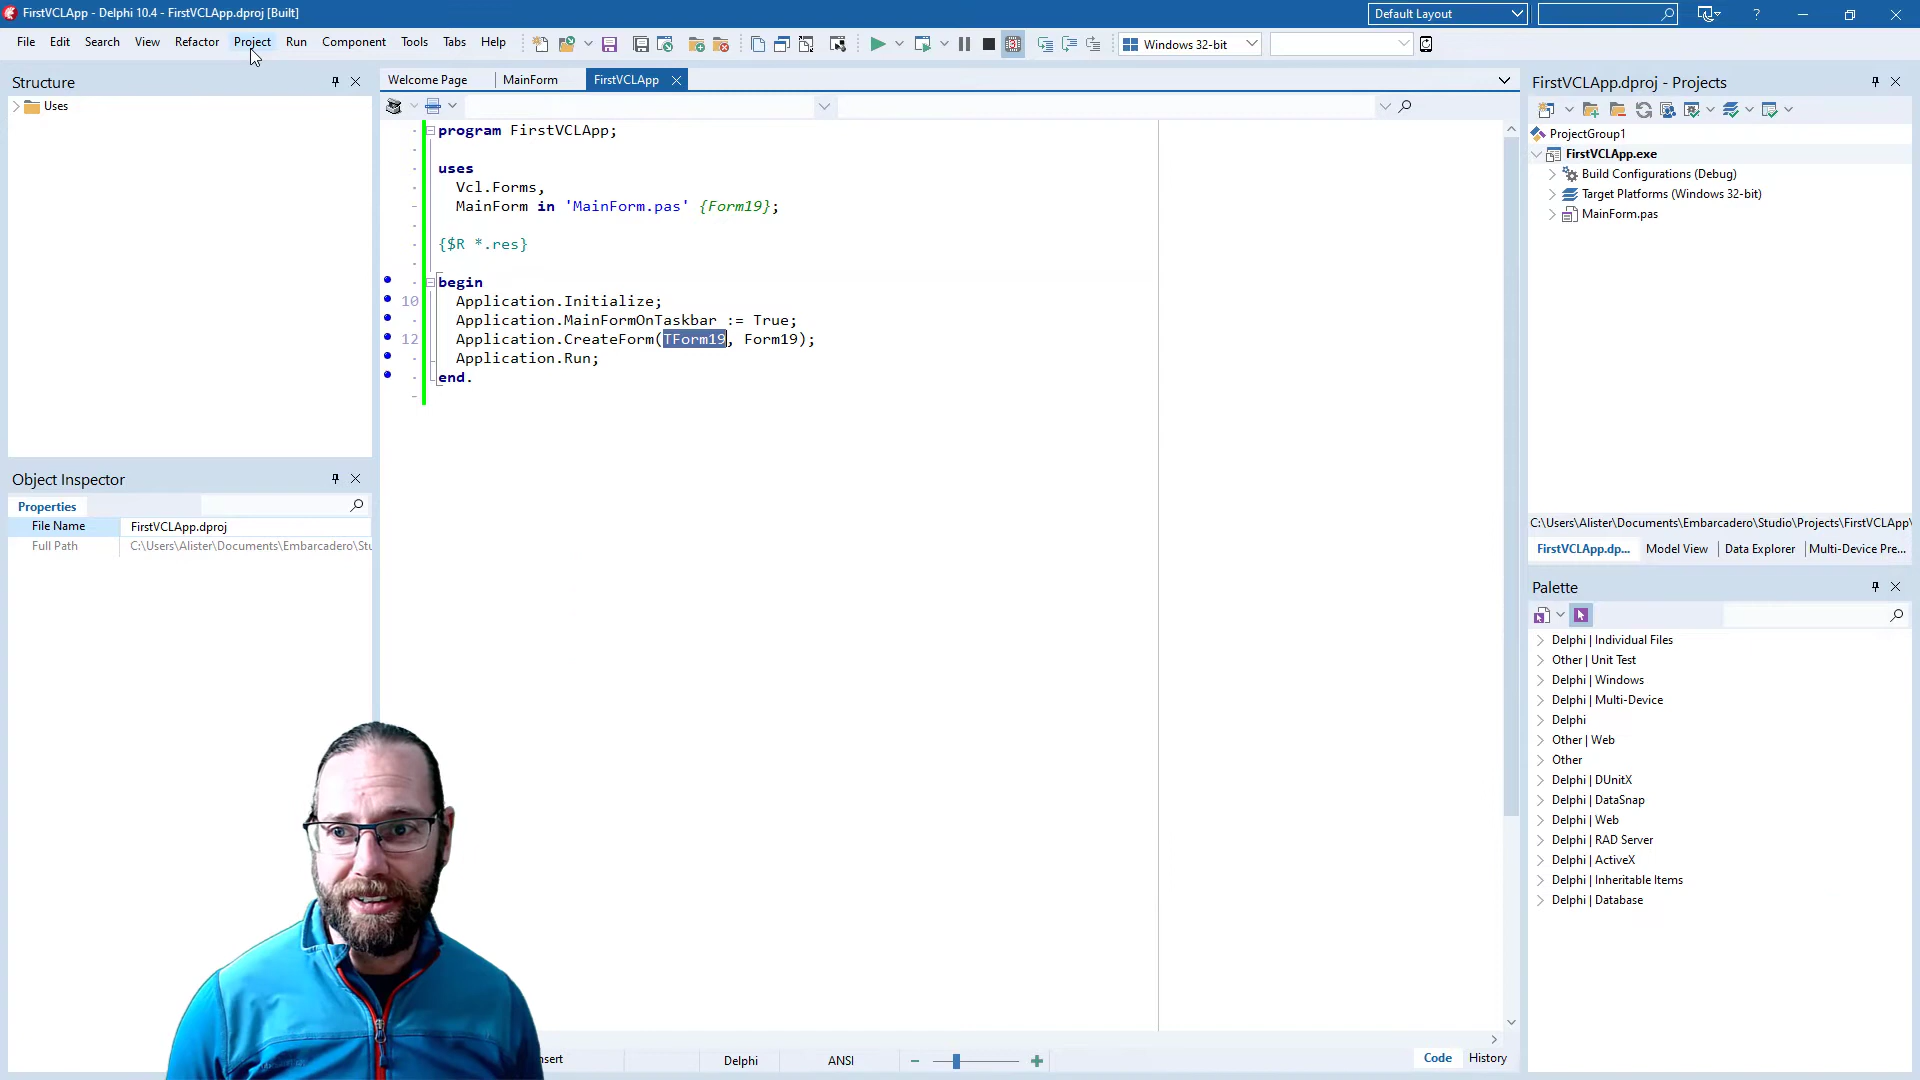 FirstVCLApp - Delphi 10.4 - FirstVCLApp.dproj [Built]
Default Layout
?
File Edit Search View Refactor Project Run Component Tools Tabs Help
Windows 32-bit
Structure
Uses
Welcome Page MainForm FirstVCLApp
program FirstVCLApp;
uses
Vcl.Forms,
MainForm in 'MainForm.pas' {Form19};
{$R *.res}
begin
10 Application.Initialize;
Application.MainFormOnTaskbar := True;
12 Application.CreateForm(TForm19, Form19);
Application.Run;
end.
Object Inspector
Properties
File Name FirstVCLApp.dproj
Full Path C:\Users\Alister\Documents\Embarcadero\Stu
nsert Delphi ANSI
Code History
FirstVCLApp.dproj - Projects
ProjectGroup1
FirstVCLApp.exe
Build Configurations (Debug)
Target Platforms (Windows 32-bit)
MainForm.pas
C:\Users\Alister\Documents\Embarcadero\Studio\Projects\FirstVCLApp\
FirstVCLApp.dp... Model View Data Explorer Multi-Device Pre...
Palette
Delphi | Individual Files
Other | Unit Test
Delphi | Windows
Delphi | Multi-Device
Delphi
Other | Web
Other
Delphi | DUnitX
Delphi | DataSnap
Delphi | Web
Delphi | RAD Server
Delphi | ActiveX
Delphi | Inheritable Items
Delphi | Database